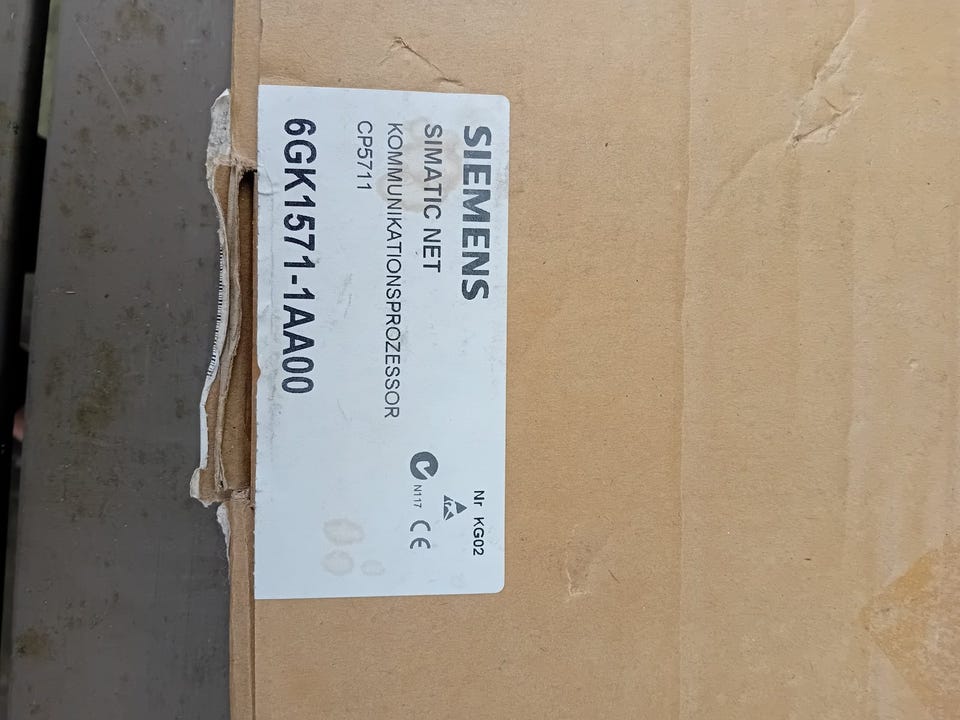 SIEMENS
Nr KG02
SIMATIC NET
KOMMUNIKATIONSPROZESSOR
CP5711
N117 CE
6GK1571-1AA00